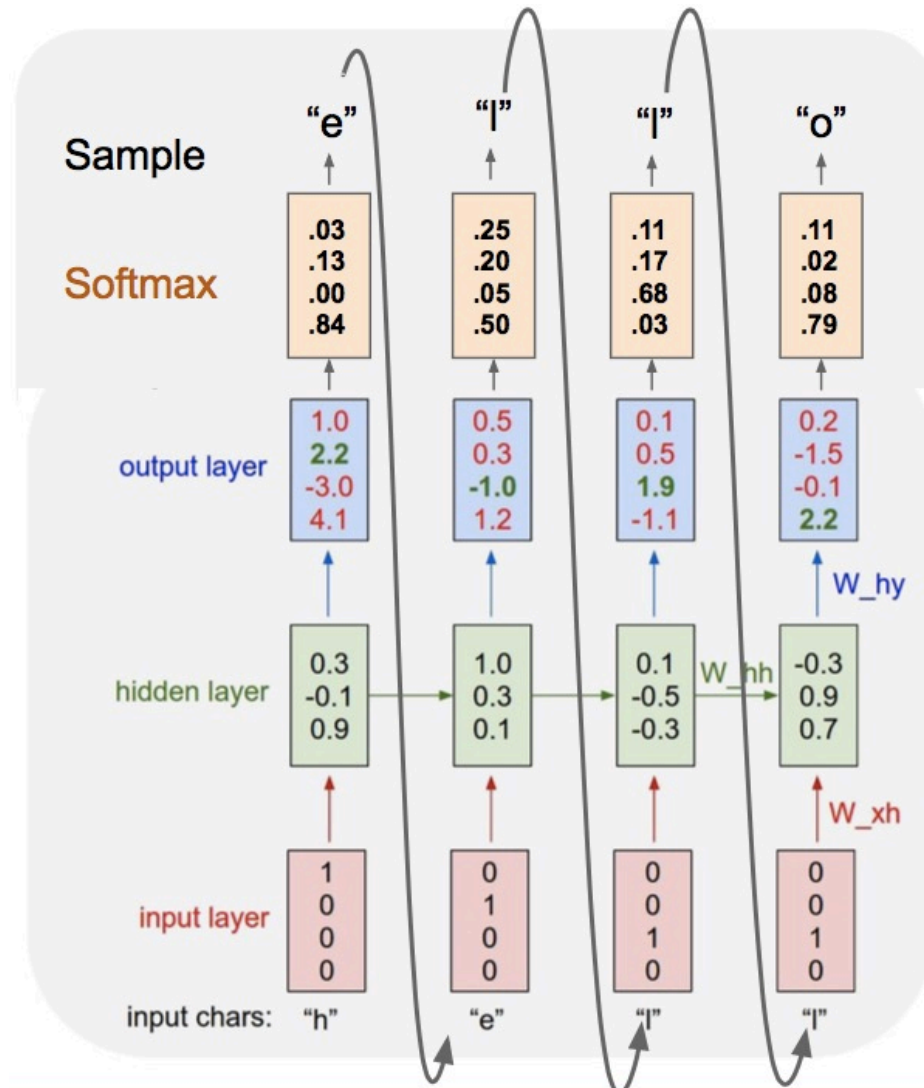 “e” “l” “l” “o”
Sample
Softmax
.03 .25 .11 .11
.13 .20 .17 .02
.00 .05 .68 .08
.84 .50 .03 .79
1.0 0.5 0.1 0.2
2.2 0.3 0.5 -1.5
output layer
-3.0 -1.0 1.9 -0.1
4.1 1.2 -1.1 2.2
W_hy
0.3 1.0 0.1 -0.3
W_hh
hidden layer -0.1 0.3 -0.5 0.9
0.9 0.1 -0.3 0.7
W_xh
1 0 0 0
0 1 0 0
input layer
0 0 1 1
0 0 0 0
input chars: “h” “e” “l” “l”